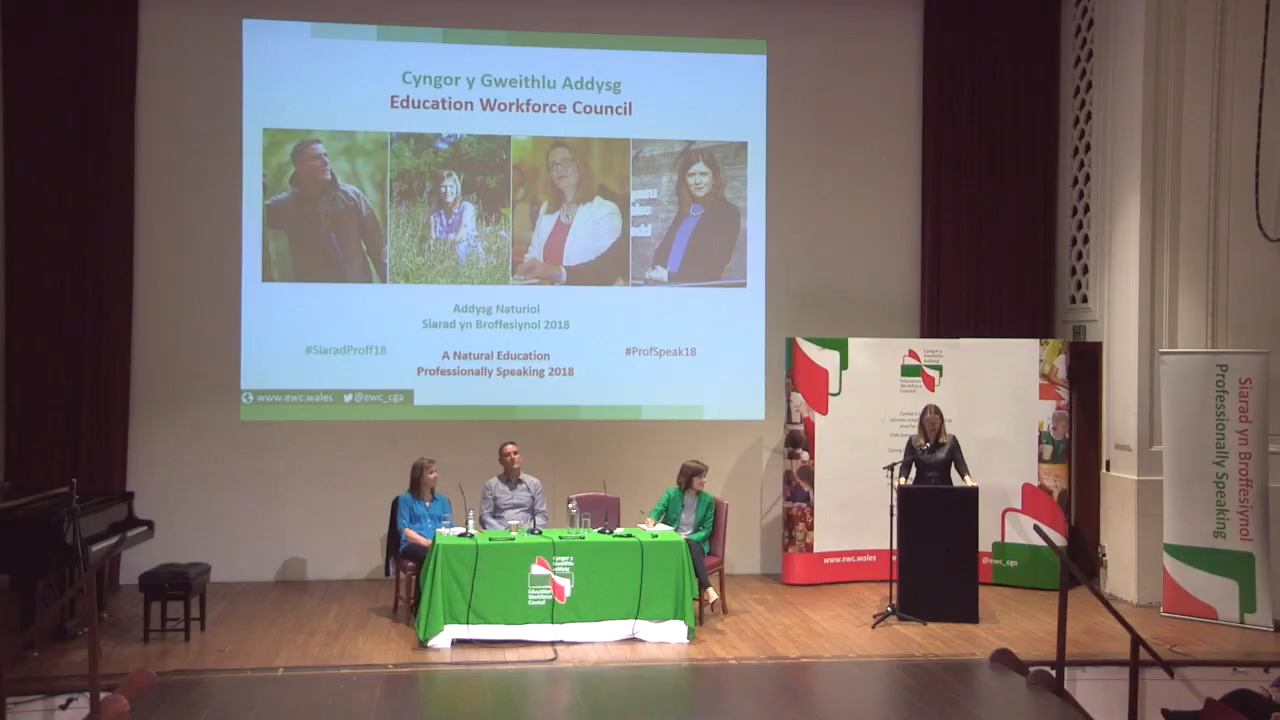 Cyngor y Gweithlu Addysg
Education Workforce Council
Addysg Naturiol
Siarad yn Broffesiynol 2018
#SiaradProff18
#ProfSpeak18
A Natural Education
Professionally Speaking 2018
www.ewc.wales @ewc_cga
Cyngor y
Gweithlu
Addysg
Education
Workforce
Council
www.ewc.wales
@ewc_cga
Siarad yn Broffesiynol
Professionally Speaking
Cyngor y
Gweithlu
Addysg
Education
Workforce
Council